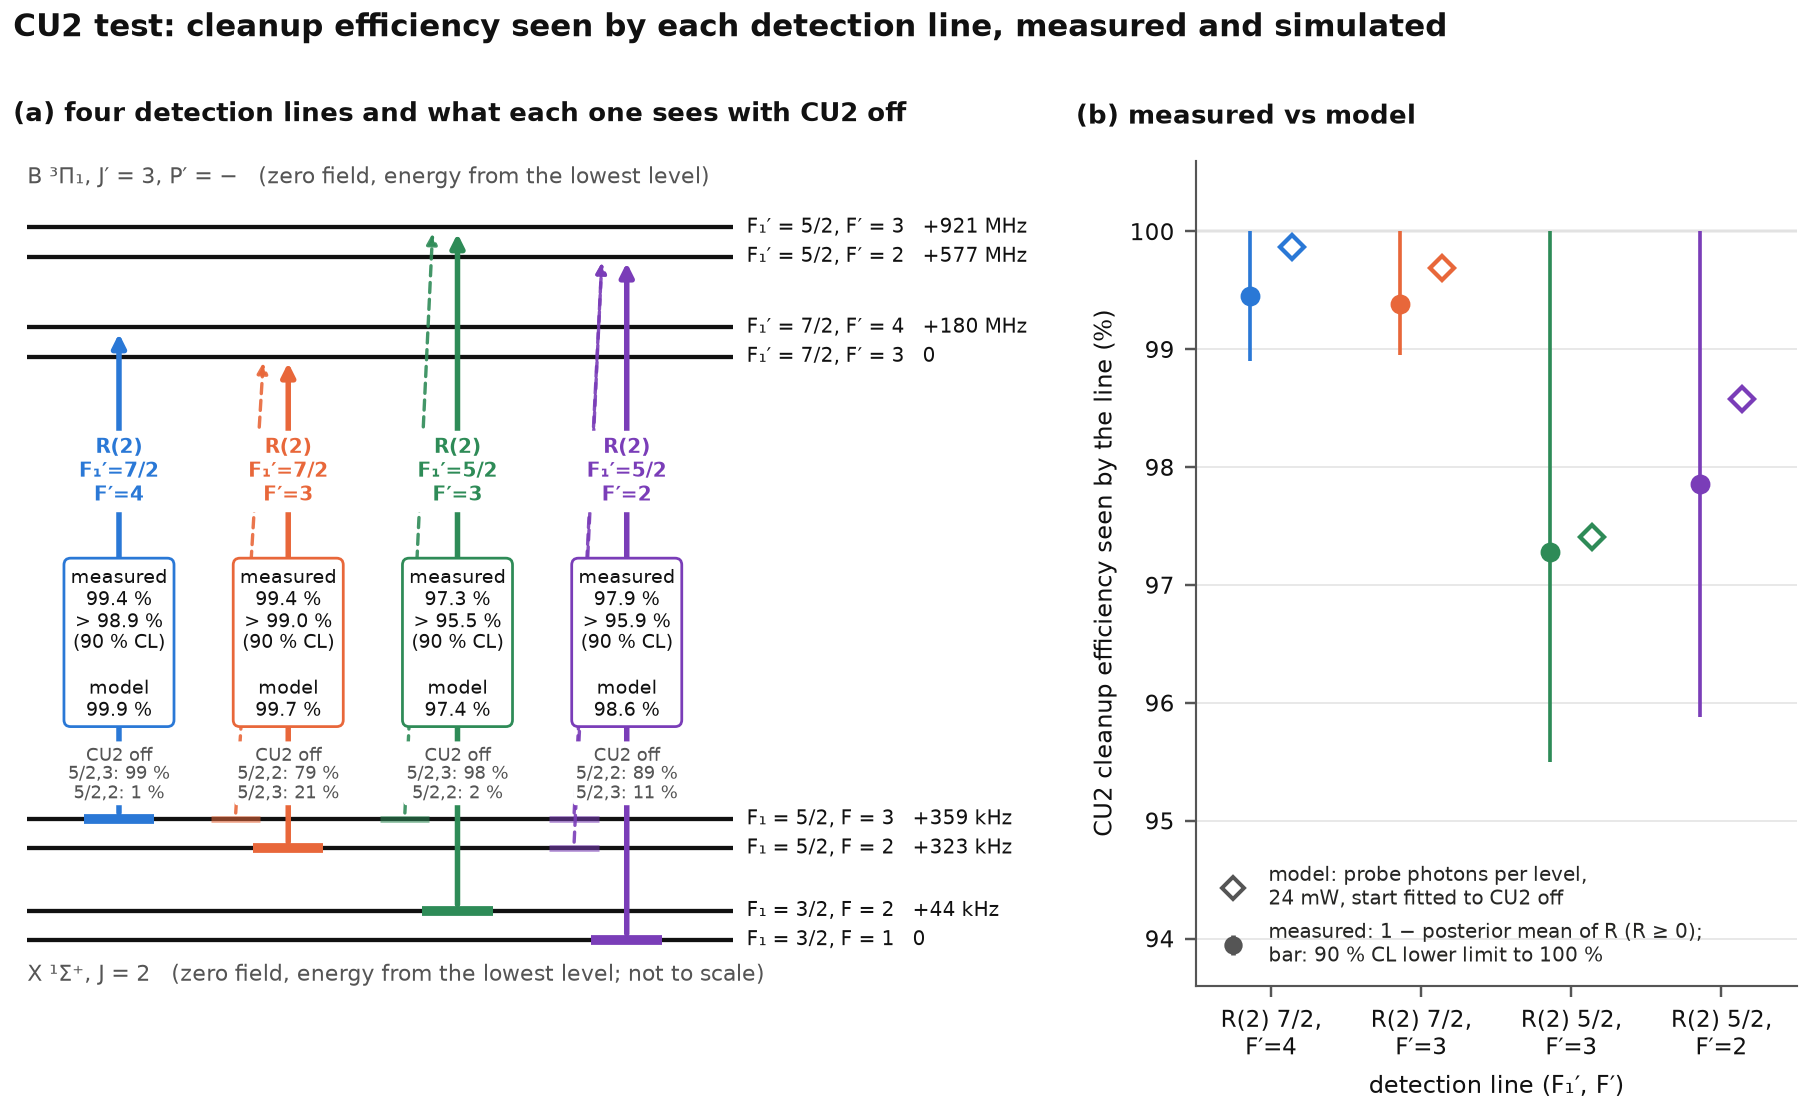 CU2 test: cleanup efficiency seen by each detection line, measured and simulated
(a) four detection lines and what each one sees with CU2 off
B ³Π₁, J′ = 3, P′ = −   (zero field, energy from the lowest level)
F₁′ = 5/2, F′ = 3   +921 MHz
F₁′ = 5/2, F′ = 2   +577 MHz
F₁′ = 7/2, F′ = 4   +180 MHz
F₁′ = 7/2, F′ = 3   0
R(2)
F₁′=7/2
F′=4
R(2)
F₁′=7/2
F′=3
R(2)
F₁′=5/2
F′=3
R(2)
F₁′=5/2
F′=2
measured
99.4 %
> 98.9 %
(90 % CL)
model
99.9 %
measured
99.4 %
> 99.0 %
(90 % CL)
model
99.7 %
measured
97.3 %
> 95.5 %
(90 % CL)
model
97.4 %
measured
97.9 %
> 95.9 %
(90 % CL)
model
98.6 %
CU2 off
5/2,3: 99 %
5/2,2: 1 %
CU2 off
5/2,2: 79 %
5/2,3: 21 %
CU2 off
5/2,3: 98 %
5/2,2: 2 %
CU2 off
5/2,2: 89 %
5/2,3: 11 %
F₁ = 5/2, F = 3   +359 kHz
F₁ = 5/2, F = 2   +323 kHz
F₁ = 3/2, F = 2   +44 kHz
F₁ = 3/2, F = 1   0
X ¹Σ⁺, J = 2   (zero field, energy from the lowest level; not to scale)
(b) measured vs model
CU2 cleanup efficiency seen by the line (%)
100
99
98
97
96
95
94
model: probe photons per level,
24 mW, start fitted to CU2 off
measured: 1 − posterior mean of R (R ≥ 0);
bar: 90 % CL lower limit to 100 %
R(2) 7/2,
F′=4
R(2) 7/2,
F′=3
R(2) 5/2,
F′=3
R(2) 5/2,
F′=2
detection line (F₁′, F′)